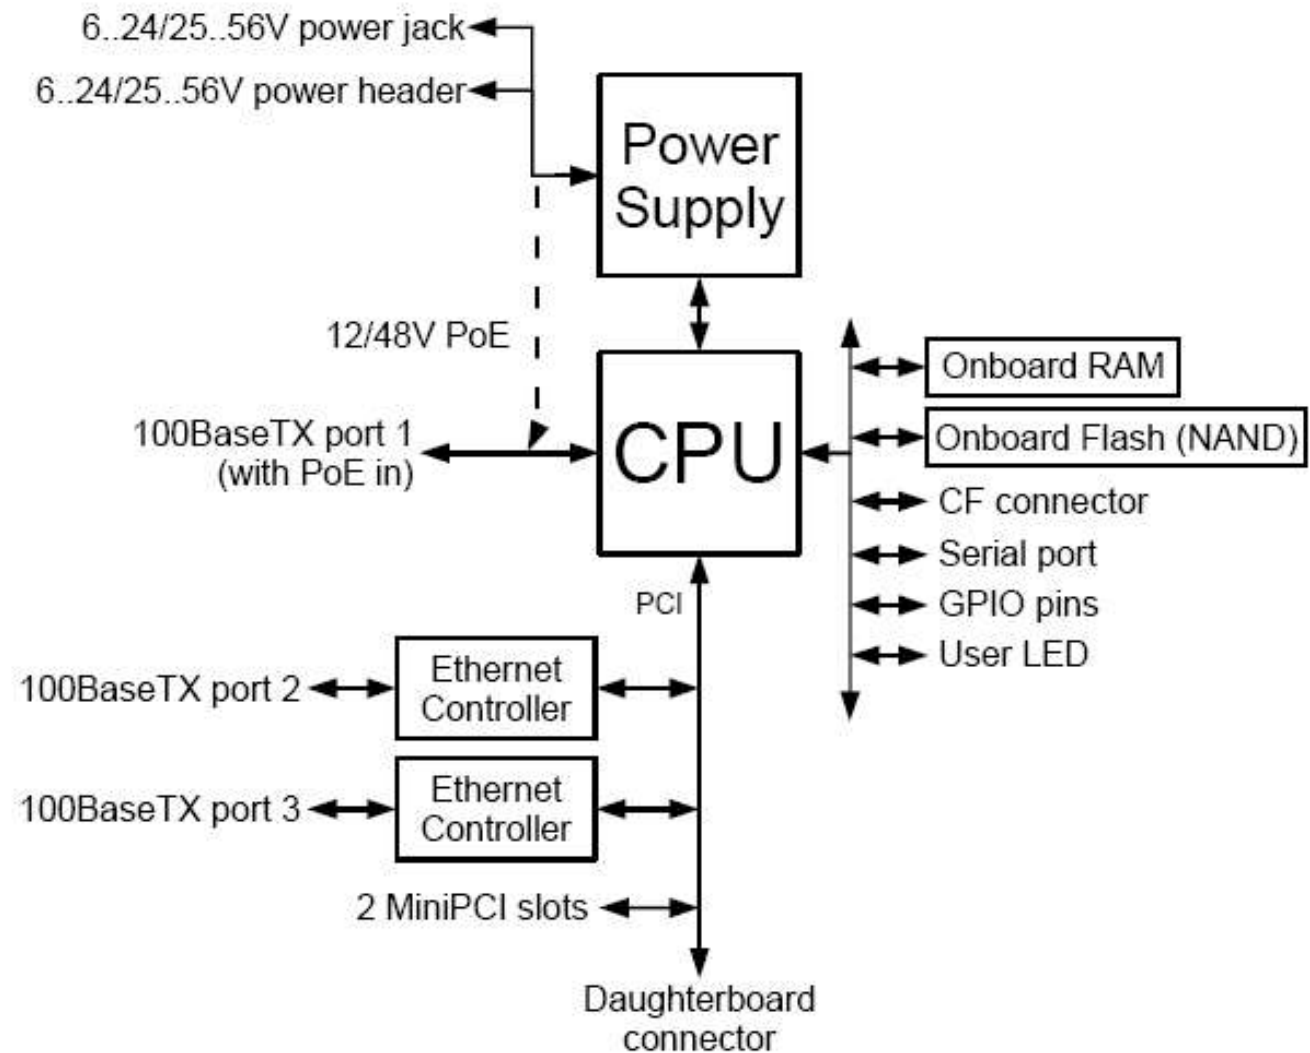 6..24/25..56V power jack
6..24/25..56V power header
Power
Supply
12/48V PoE
100BaseTX port 1
(with PoE in)
CPU
Onboard RAM
Onboard Flash (NAND)
CF connector
Serial port
GPIO pins
User LED
PCI
100BaseTX port 2
Ethernet
Controller
100BaseTX port 3
Ethernet
Controller
2 MiniPCI slots
Daughterboard
connector